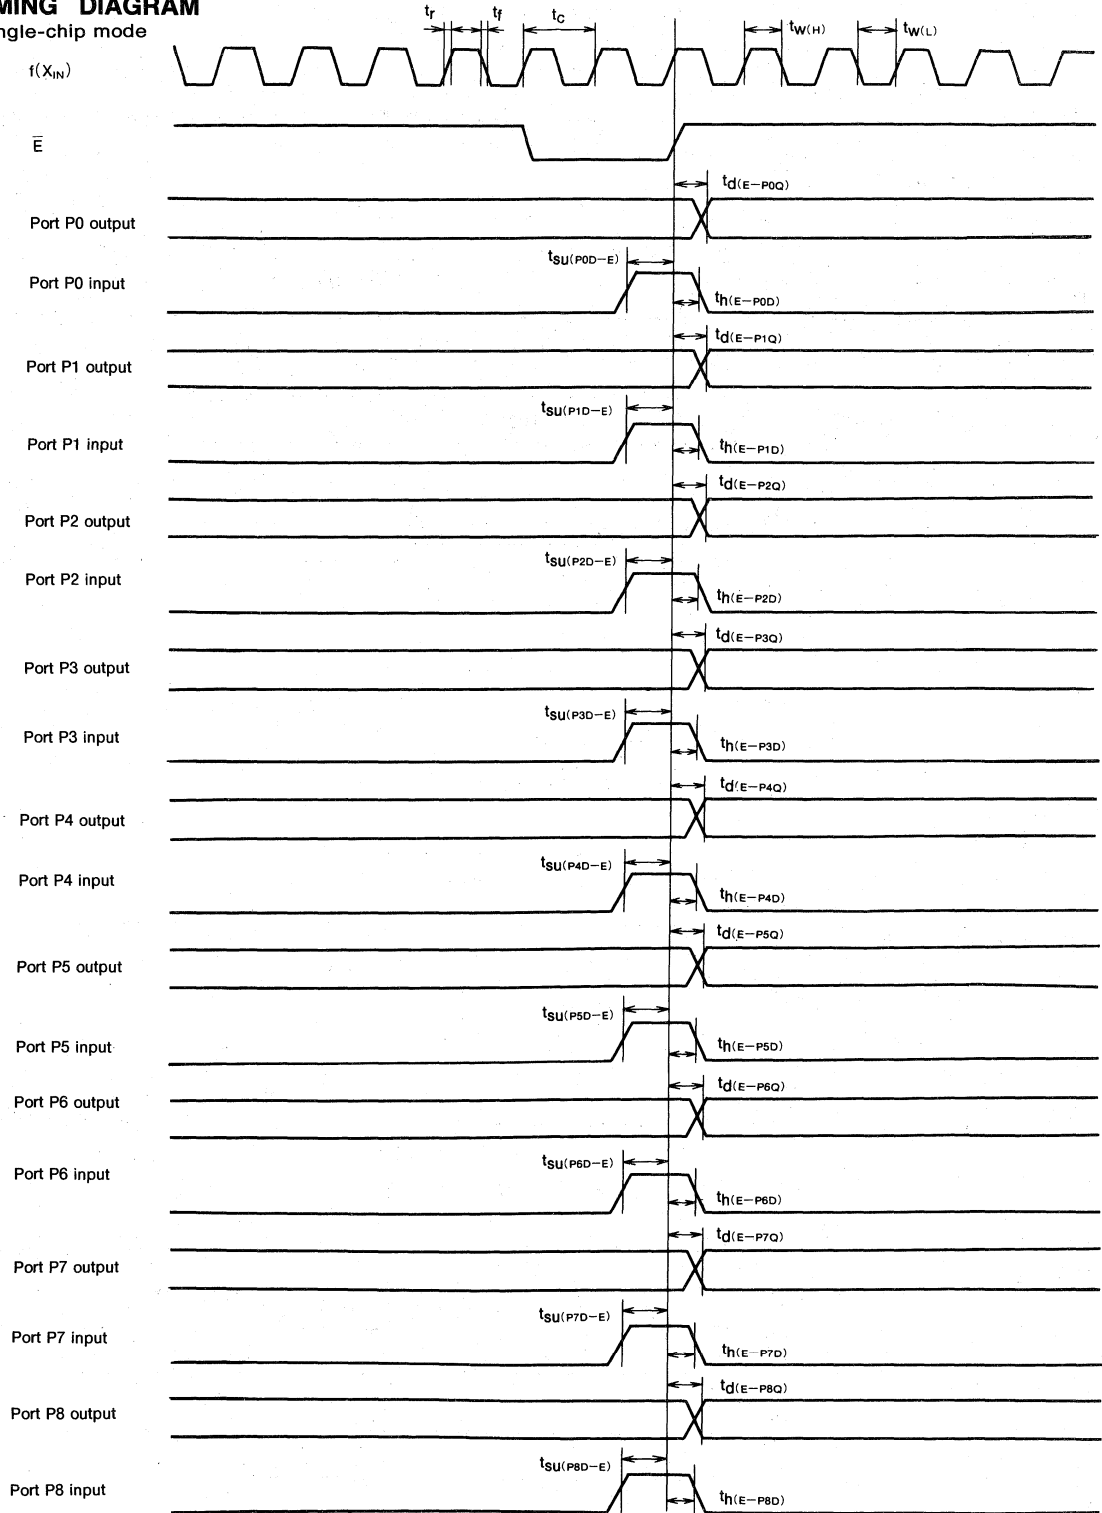 MING DIAGRAM
ngle-chip mode
tr tf tc tW(H) tW(L)
f(XIN)
E̅
td(E−P0Q)
Port P0 output
tsu(P0D−E)
Port P0 input
th(E−P0D)
td(E−P1Q)
Port P1 output
tsu(P1D−E)
Port P1 input
th(E−P1D)
td(E−P2Q)
Port P2 output
tsu(P2D−E)
Port P2 input
th(E−P2D)
td(E−P3Q)
Port P3 output
tsu(P3D−E)
Port P3 input
th(E−P3D)
td(E−P4Q)
Port P4 output
tsu(P4D−E)
Port P4 input
th(E−P4D)
td(E−P5Q)
Port P5 output
tsu(P5D−E)
Port P5 input
th(E−P5D)
td(E−P6Q)
Port P6 output
tsu(P6D−E)
Port P6 input
th(E−P6D)
td(E−P7Q)
Port P7 output
tsu(P7D−E)
Port P7 input
th(E−P7D)
td(E−P8Q)
Port P8 output
tsu(P8D−E)
Port P8 input
th(E−P8D)